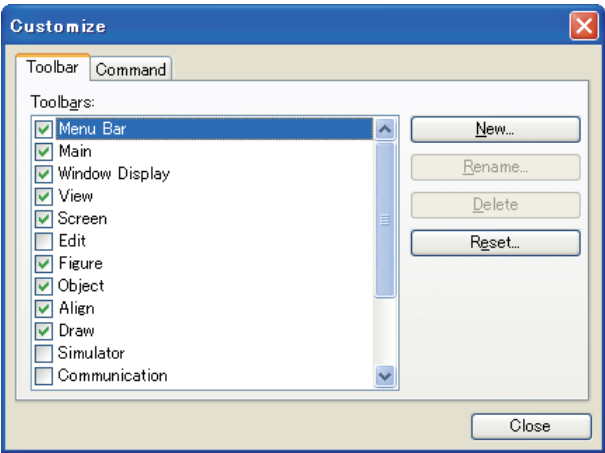 Customize
Toolbar Command
Toolbars:
Menu Bar
Main
Window Display
View
Screen
Edit
Figure
Object
Align
Draw
Simulator
Communication
New...
Rename...
Delete
Reset...
Close